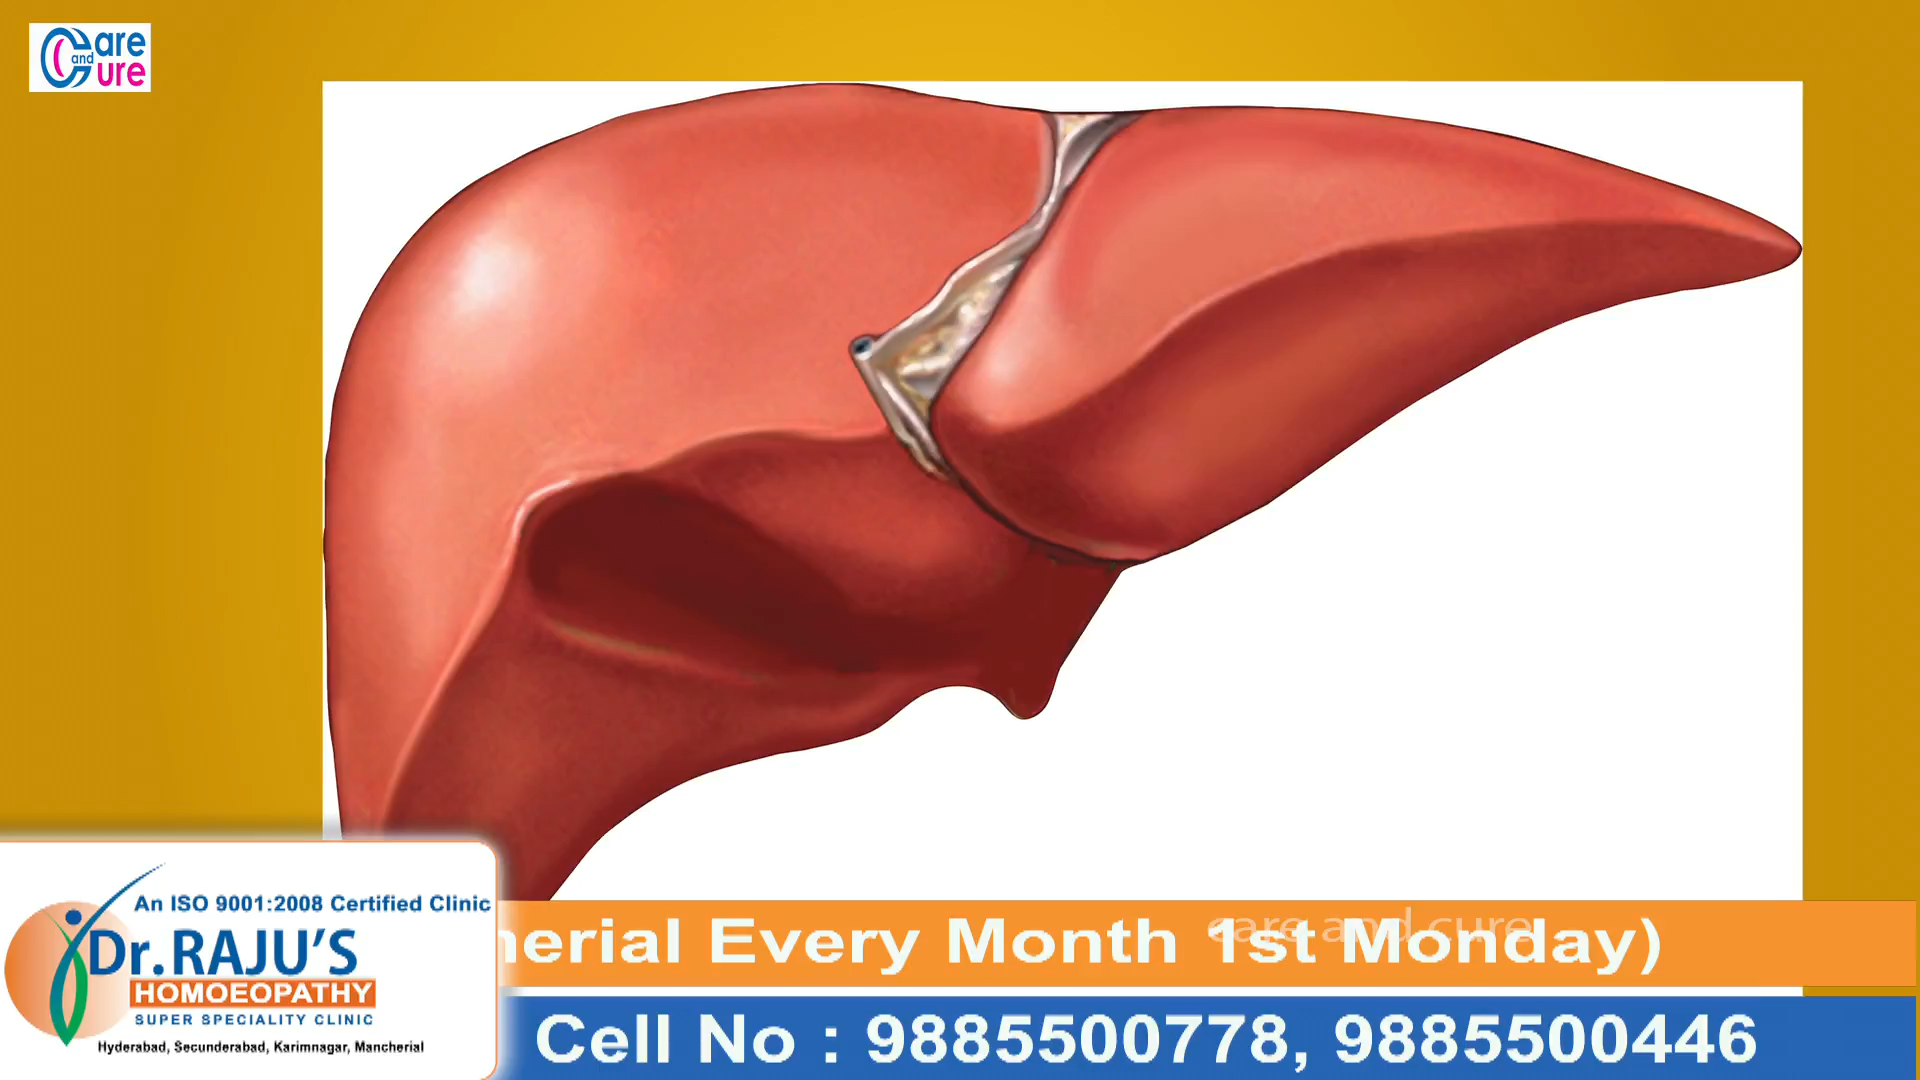 Care and Cure
An ISO 9001:2008 Certified Clinic
Dr.RAJU'S
HOMOEOPATHY
SUPER SPECIALITY CLINIC
Hyderabad, Secunderabad, Karimnagar, Mancherial
herial Every Month 1st Monday)
care and cure
Cell No : 9885500778, 9885500446